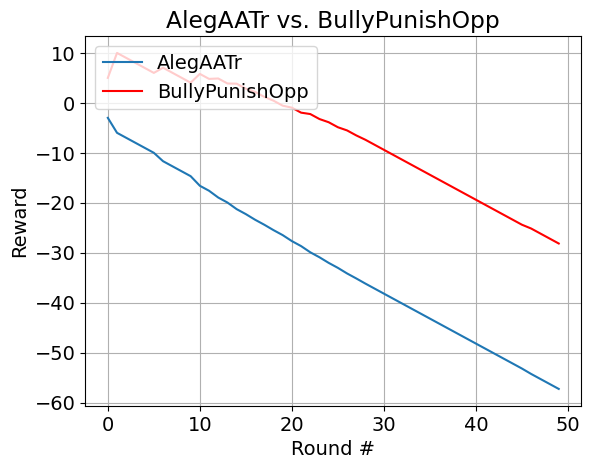 AlegAATr vs. BullyPunishOpp
AlegAATr
BullyPunishOpp
10
0
−10
−20
−30
−40
−50
−60
Reward
0 10 20 30 40 50
Round #